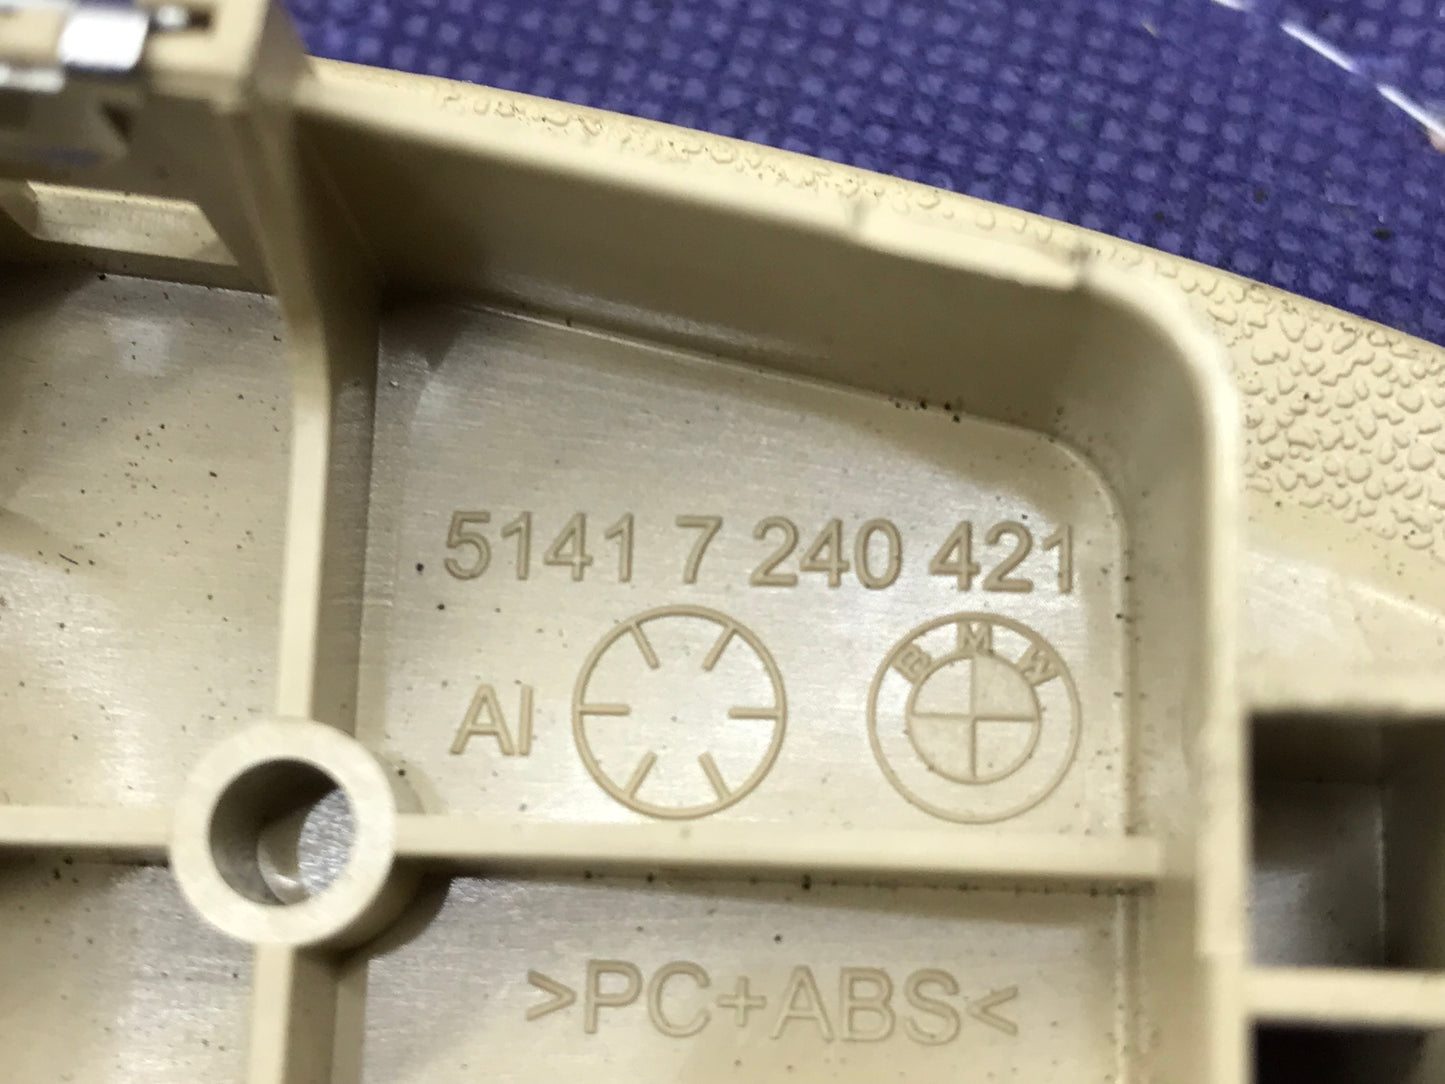 5141 7 240 421
AI
BMW
>PC+ABS<